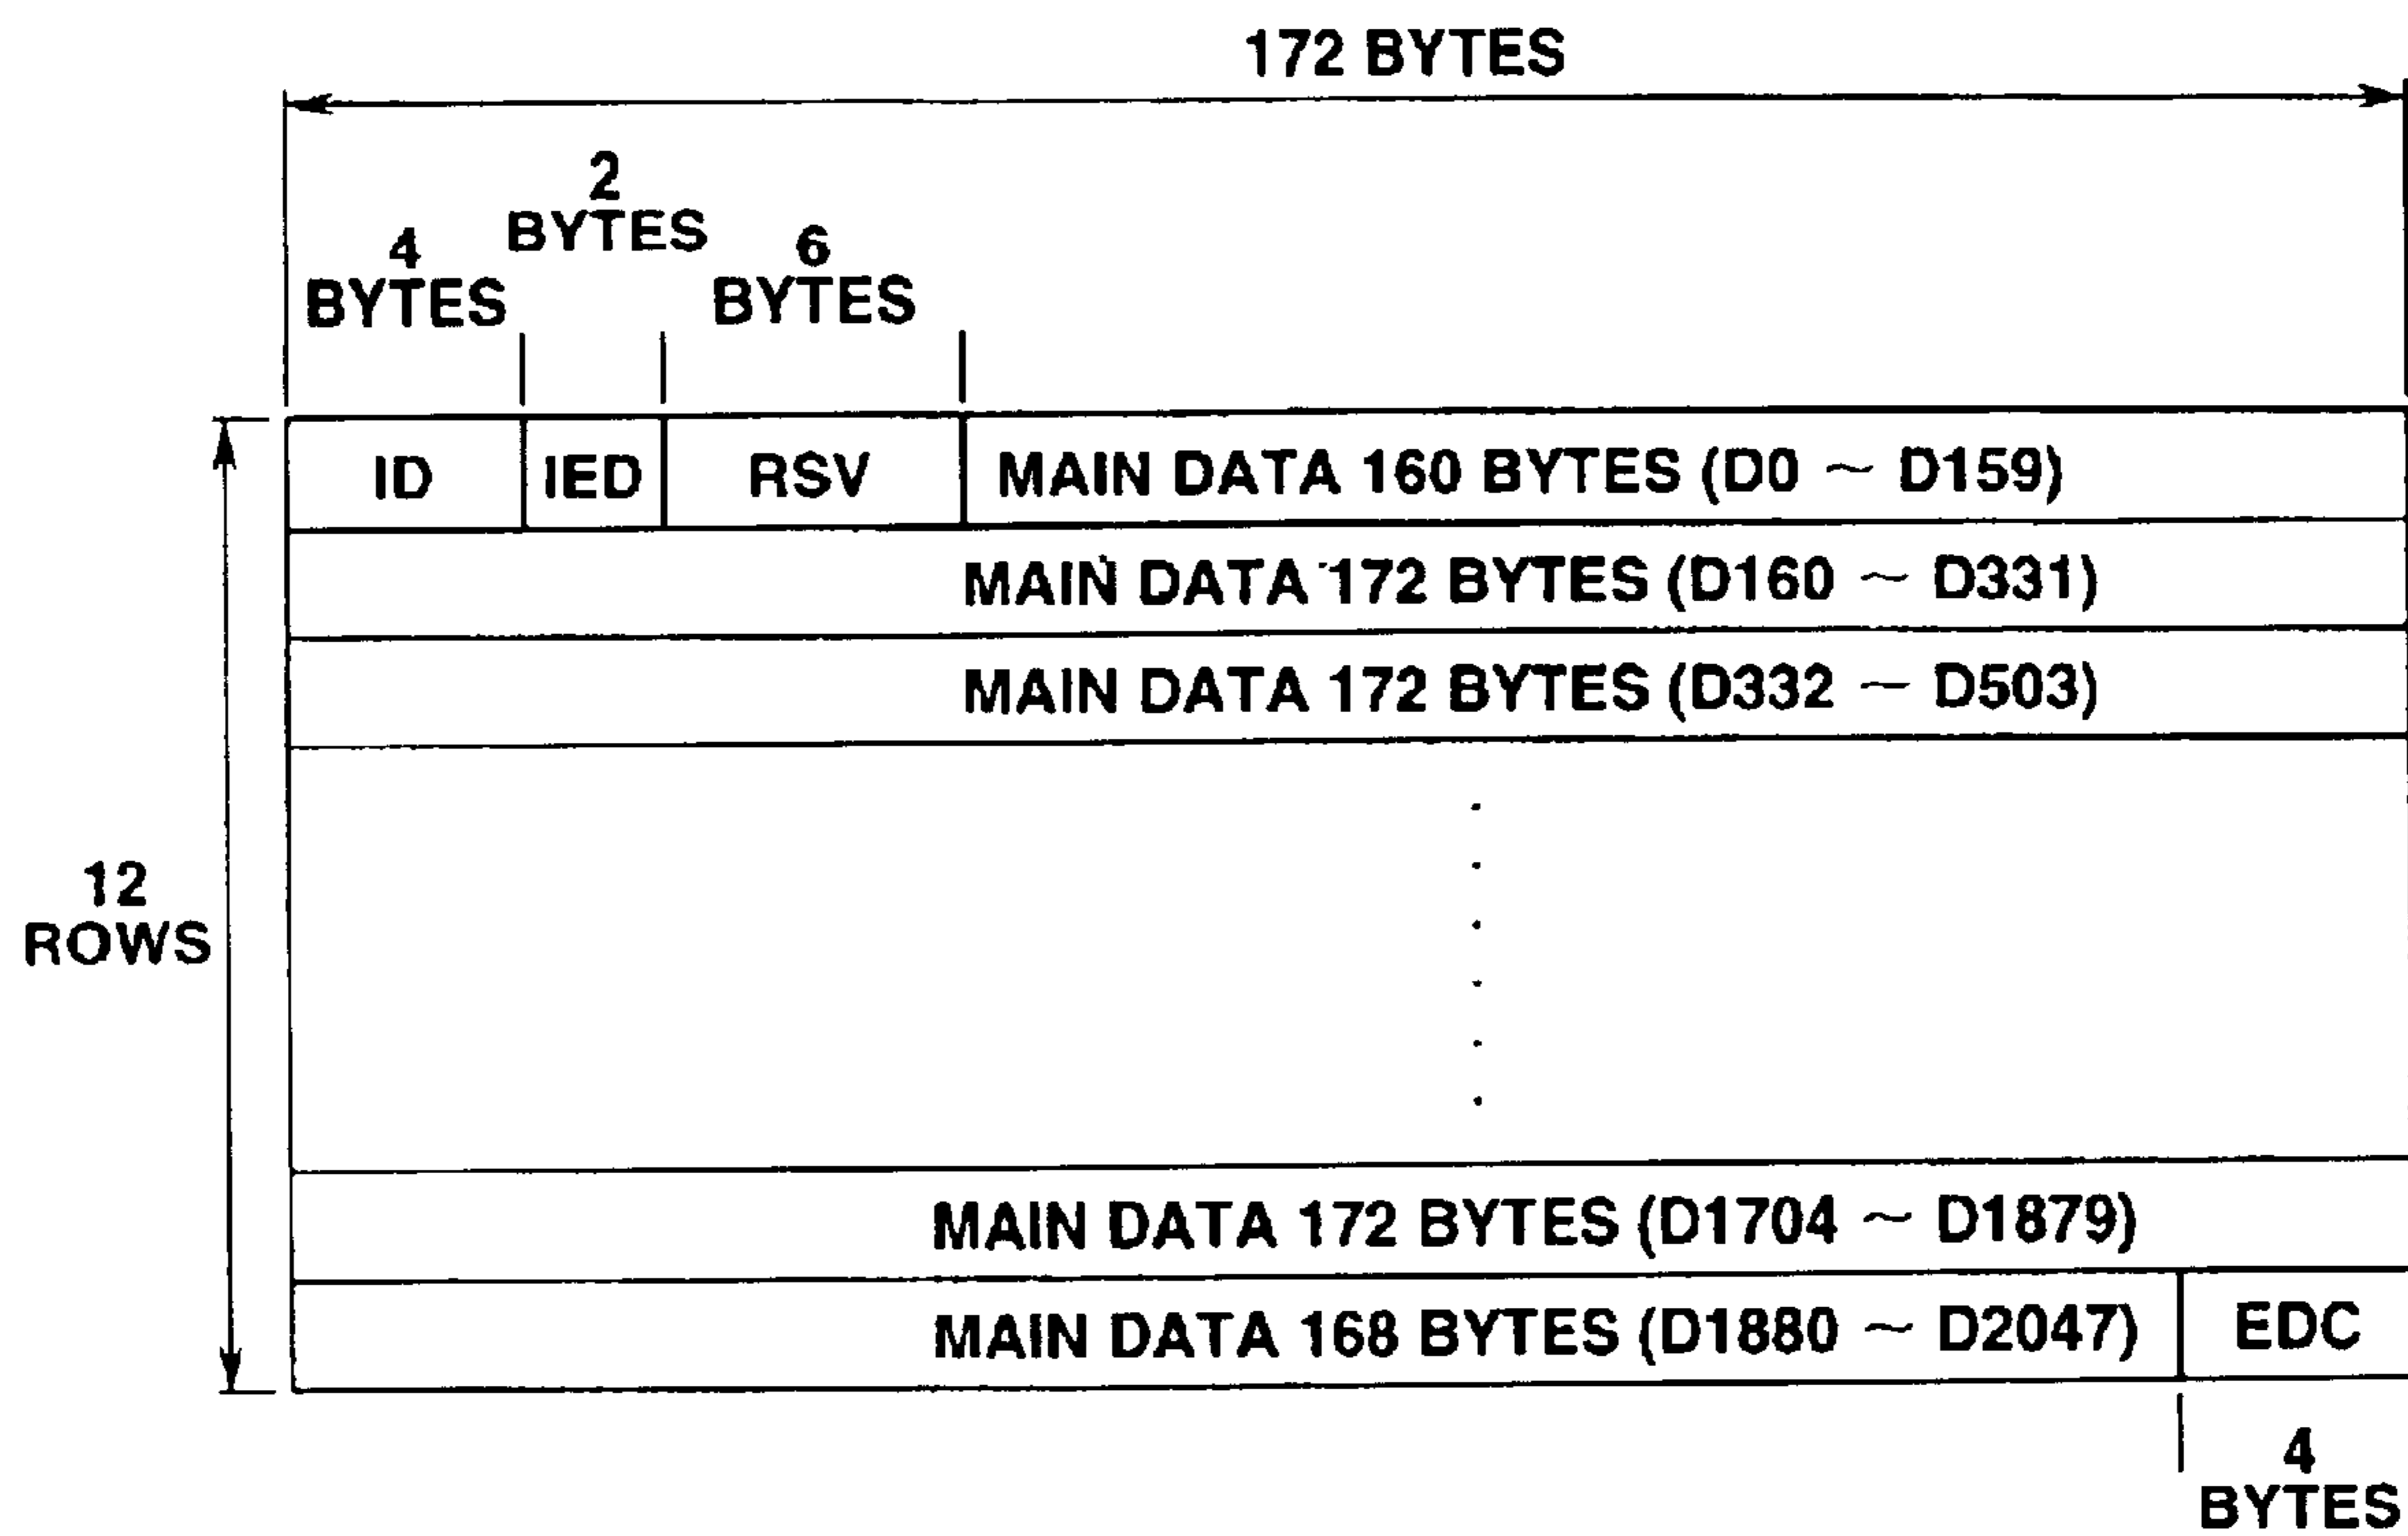 172 BYTES
2
BYTES
4
BYTES
6
BYTES
ID
IED
RSV
MAIN DATA 160 BYTES (D0 ~ D159)
MAIN DATA 172 BYTES (D160 ~ D331)
MAIN DATA 172 BYTES (D332 ~ D503)
12
ROWS
MAIN DATA 172 BYTES (D1704 ~ D1879)
MAIN DATA 168 BYTES (D1880 ~ D2047)
EDC
4
BYTES